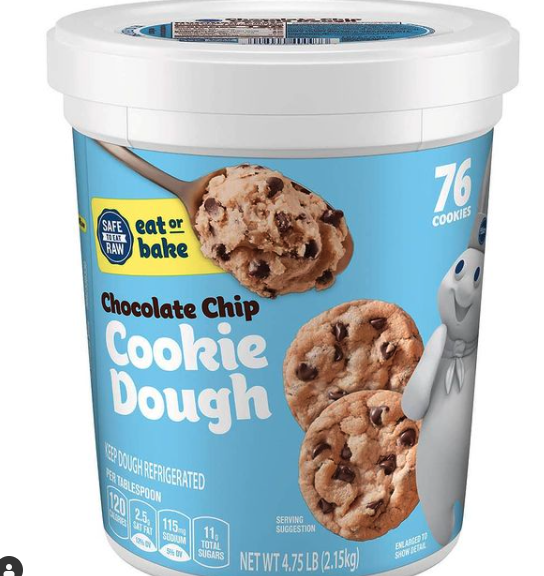 76
COOKIES
SAFE
TO EAT
RAW
eat or
bake
Chocolate Chip
Cookie
Dough
KEEP DOUGH REFRIGERATED
PER TABLESPOON
120
CALORIES
2.5g
SAT FAT
115mg
SODIUM
5% DV
11g
TOTAL
SUGARS
SERVING
SUGGESTION
NET WT 4.75 LB (2.15kg)
ENLARGED TO
SHOW DETAIL